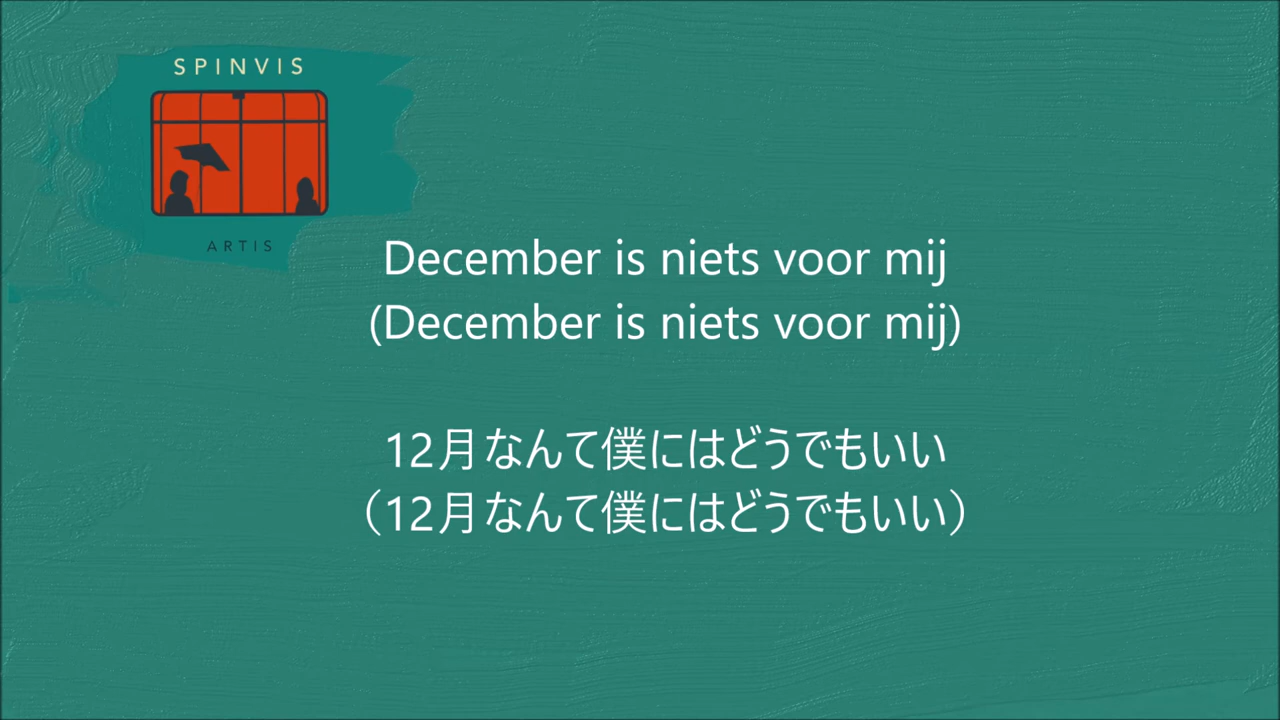 SPINVIS
ARTIS
December is niets voor mij
(December is niets voor mij)
12月なんて僕にはどうでもいい
（12月なんて僕にはどうでもいい）